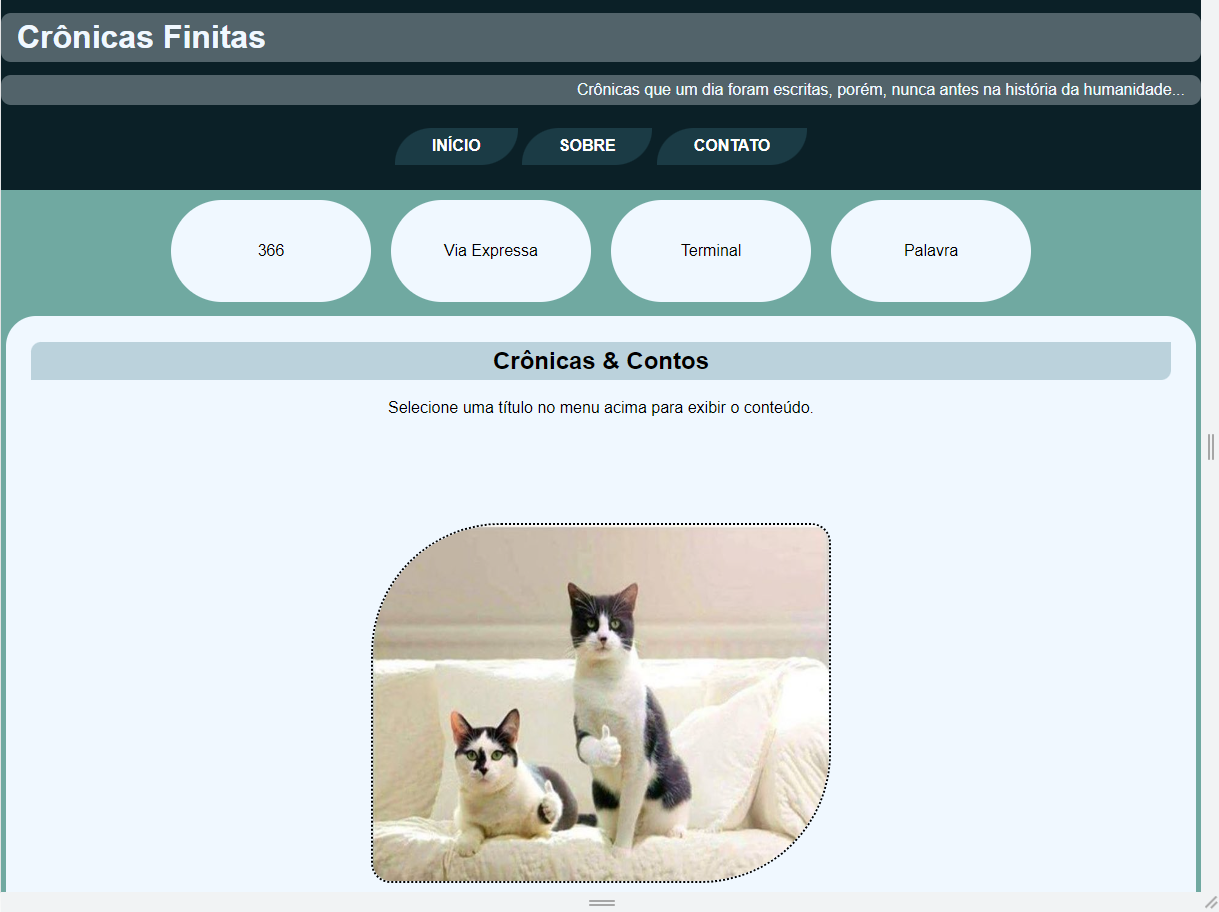 Crônicas Finitas
Crônicas que um dia foram escritas, porém, nunca antes na história da humanidade...
INÍCIO SOBRE CONTATO
366 Via Expressa Terminal Palavra
Crônicas & Contos
Selecione uma título no menu acima para exibir o conteúdo.